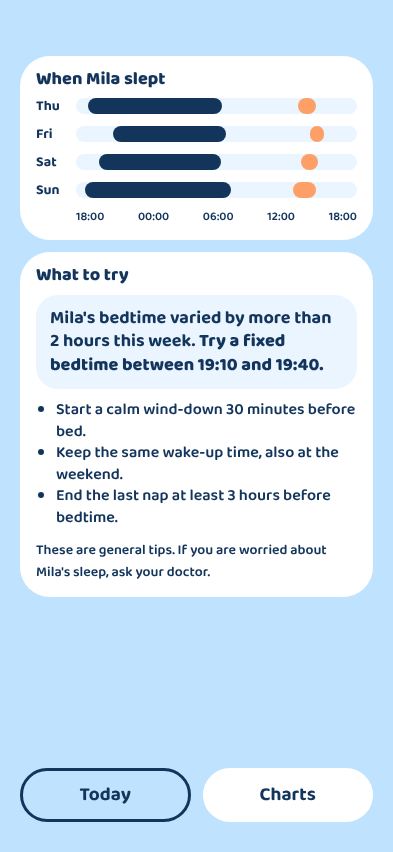 When Mila slept
Thu
Fri
Sat
Sun
18:00 00:00 06:00 12:00 18:00
What to try
Mila's bedtime varied by more than
2 hours this week. Try a fixed
bedtime between 19:10 and 19:40.
• Start a calm wind-down 30 minutes before
bed.
• Keep the same wake-up time, also at the
weekend.
• End the last nap at least 3 hours before
bedtime.
These are general tips. If you are worried about
Mila's sleep, ask your doctor.
Today
Charts